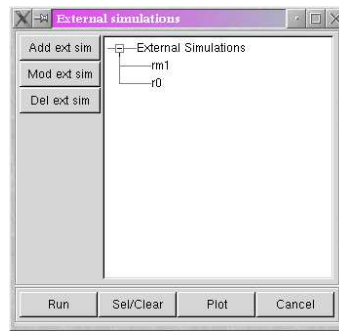 External simulations
Add ext sim
Mod ext sim
Del ext sim
External Simulations
rm1
r0
Run
Sel/Clear
Plot
Cancel